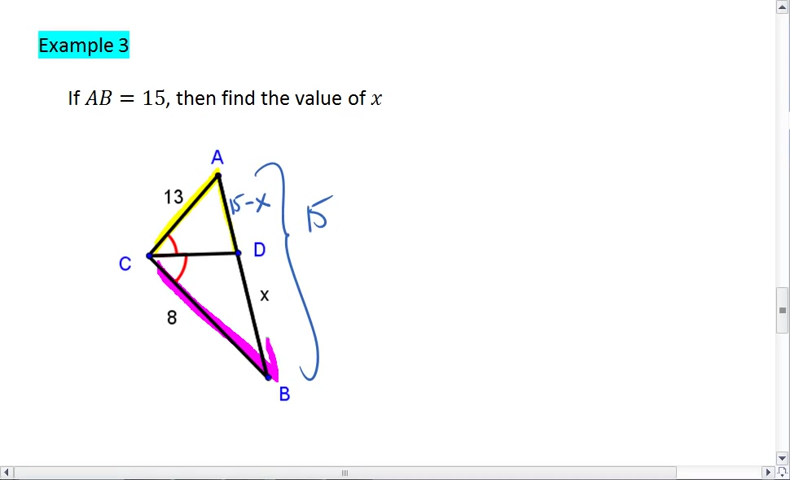 Example 3
If AB = 15, then find the value of x
A
13
15-x
15
D
C
x
8
B